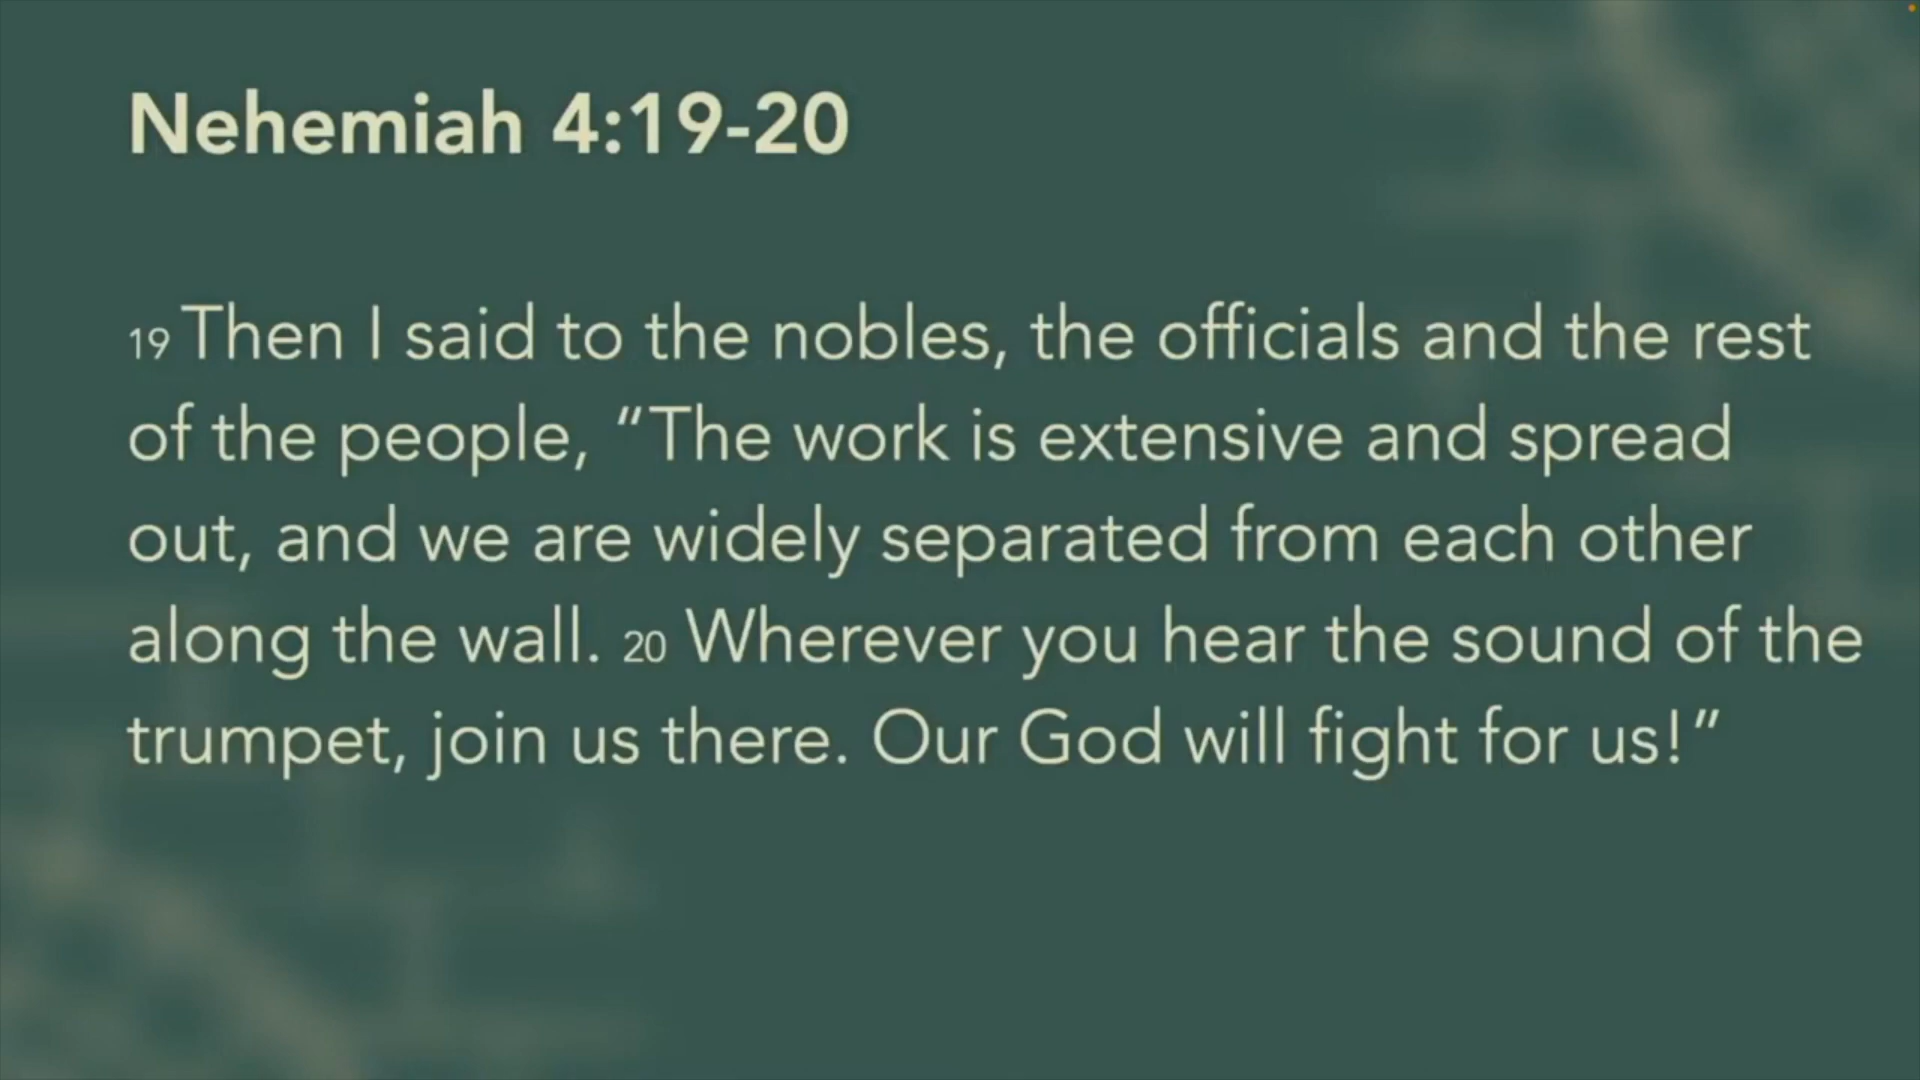 Nehemiah 4:19-20
19 Then I said to the nobles, the officials and the rest
of the people, “The work is extensive and spread
out, and we are widely separated from each other
along the wall. 20 Wherever you hear the sound of the
trumpet, join us there. Our God will fight for us!”